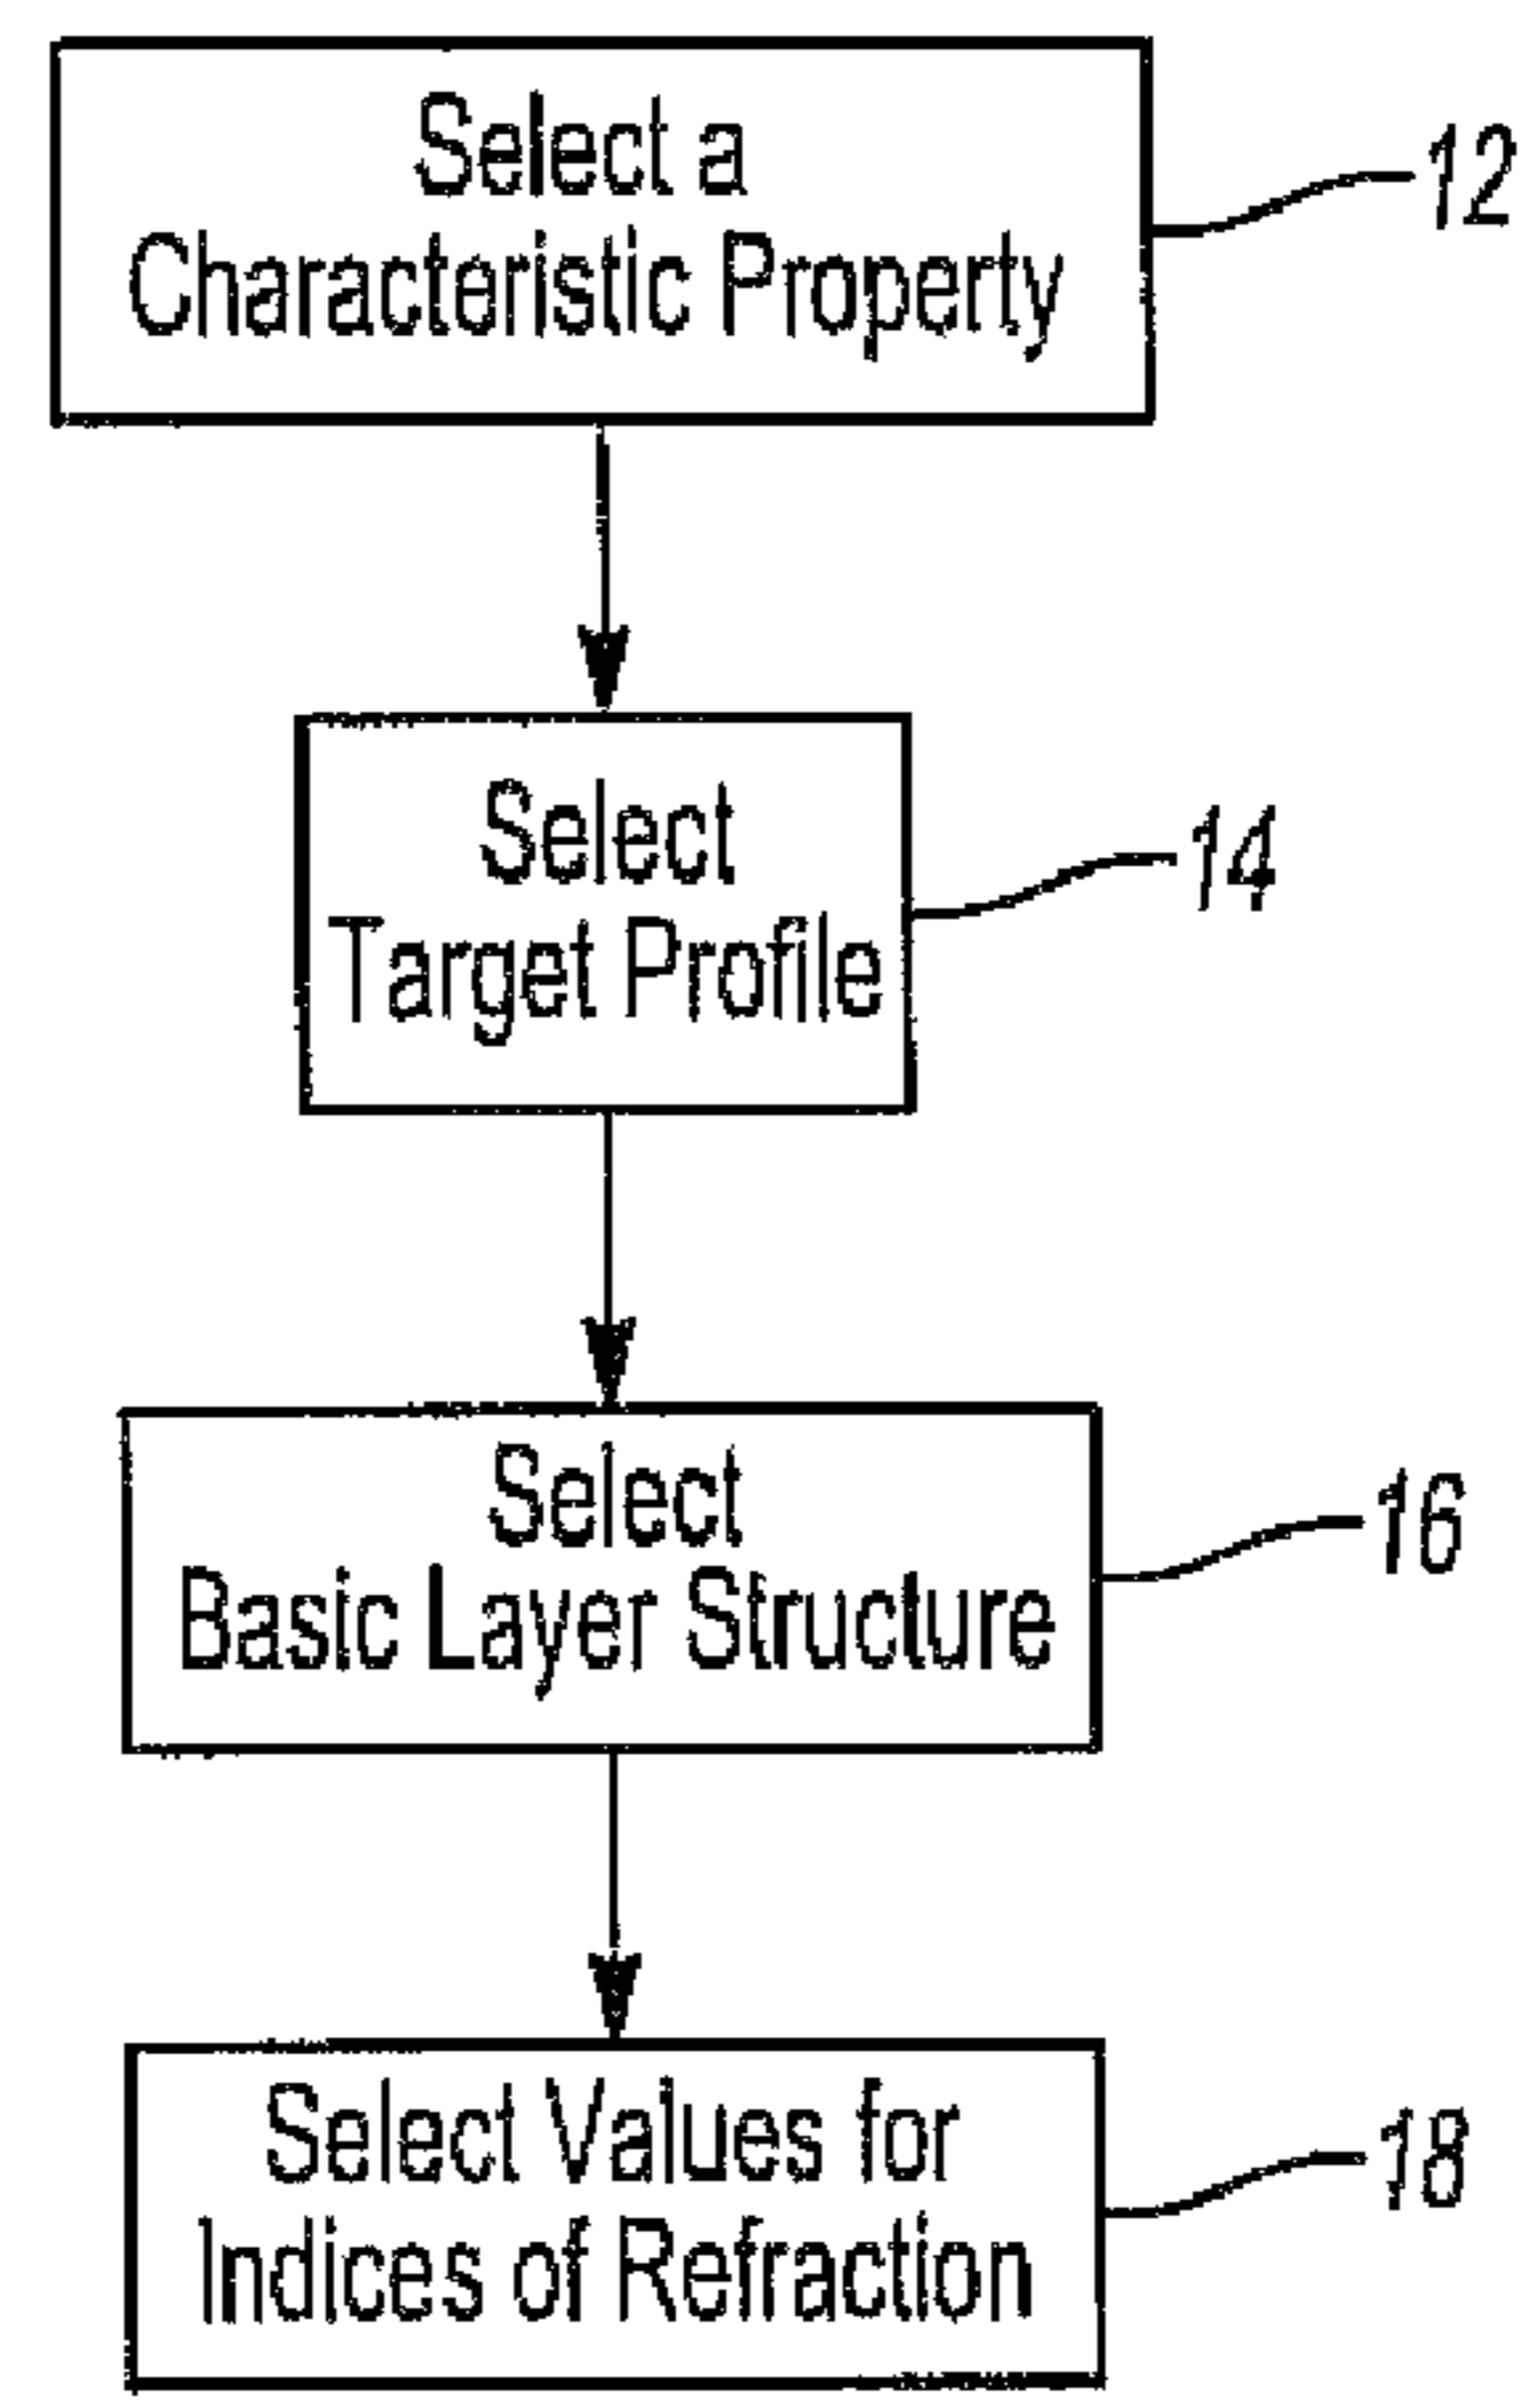 Select a
Characteristic Property
12
Select
Target Profile
14
Select
Basic Layer Structure
16
Select Values for
Indices of Refraction
18